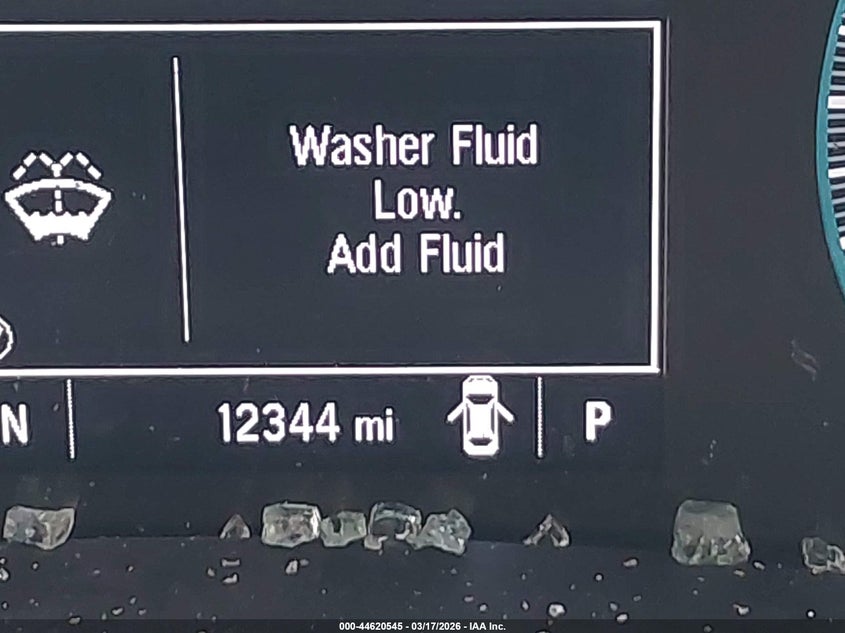 Washer Fluid
Low.
Add Fluid
N
12344 mi
P
000-44620545 - 03/17/2026 - IAA Inc.